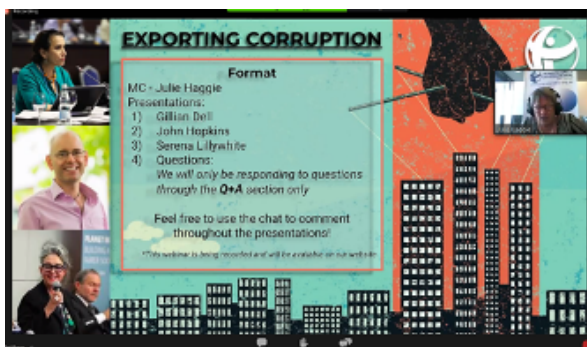 Recording
EXPORTING CORRUPTION
Format
MC - Julie Haggie
Presentations:
1) Gillian Dell
2) John Hopkins
3) Serena Lillywhite
4) Questions:
We will only be responding to questions
through the Q+A section only
Feel free to use the chat to comment
throughout the presentations!
*This webinar is being recorded and will be available on our website